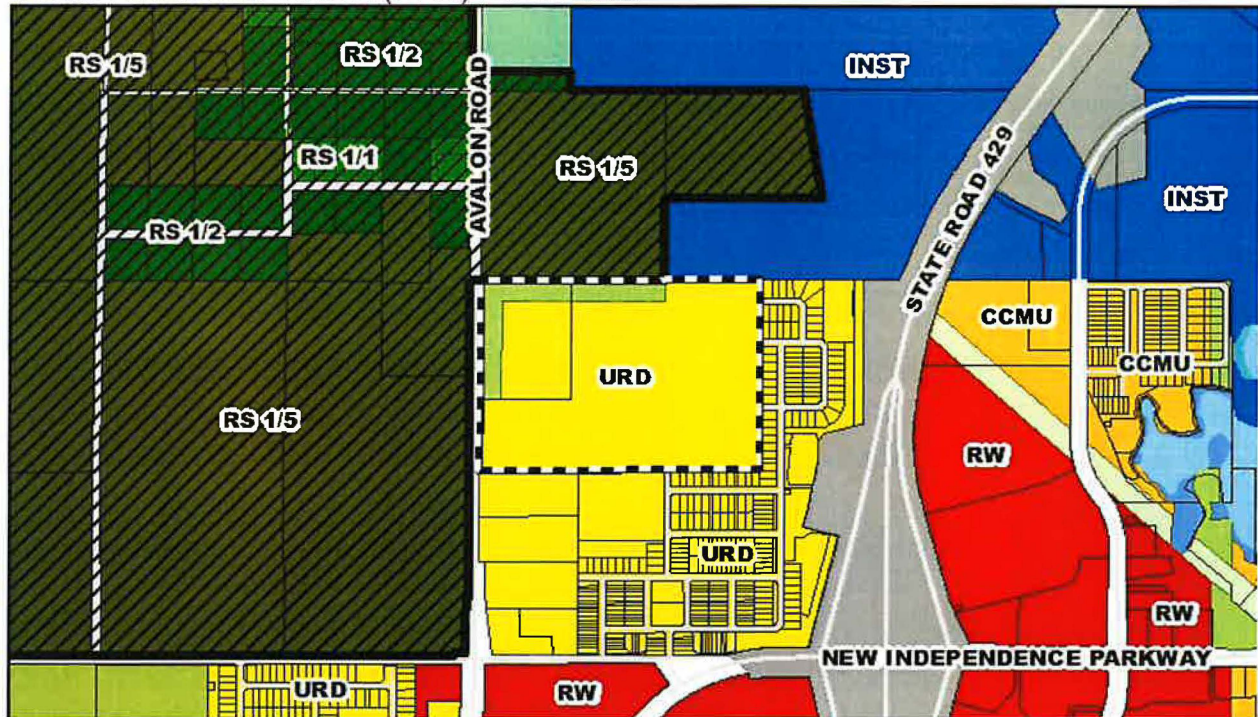 RS 1/5
RS 1/2
INST
AVALON ROAD
STATE ROAD 429
RS 1/1
RS 1/5
INST
RS 1/2
CCMU
CCMU
URD
RS 1/5
RW
URD
RW
NEW INDEPENDENCE PARKWAY
URD
RW